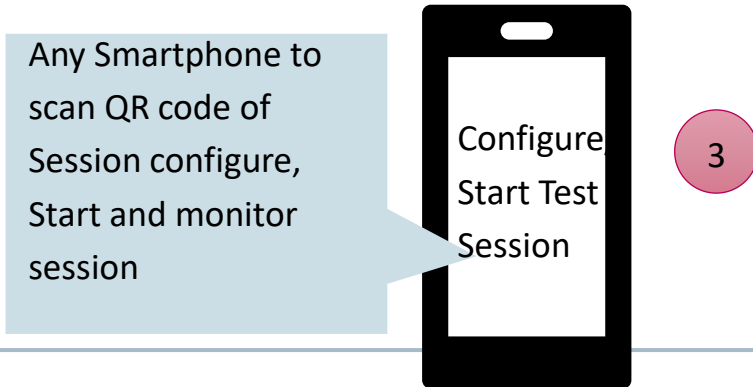 Any Smartphone to
scan QR code of
Session configure,
Start and monitor
session
Configure,
Start Test
Session
3